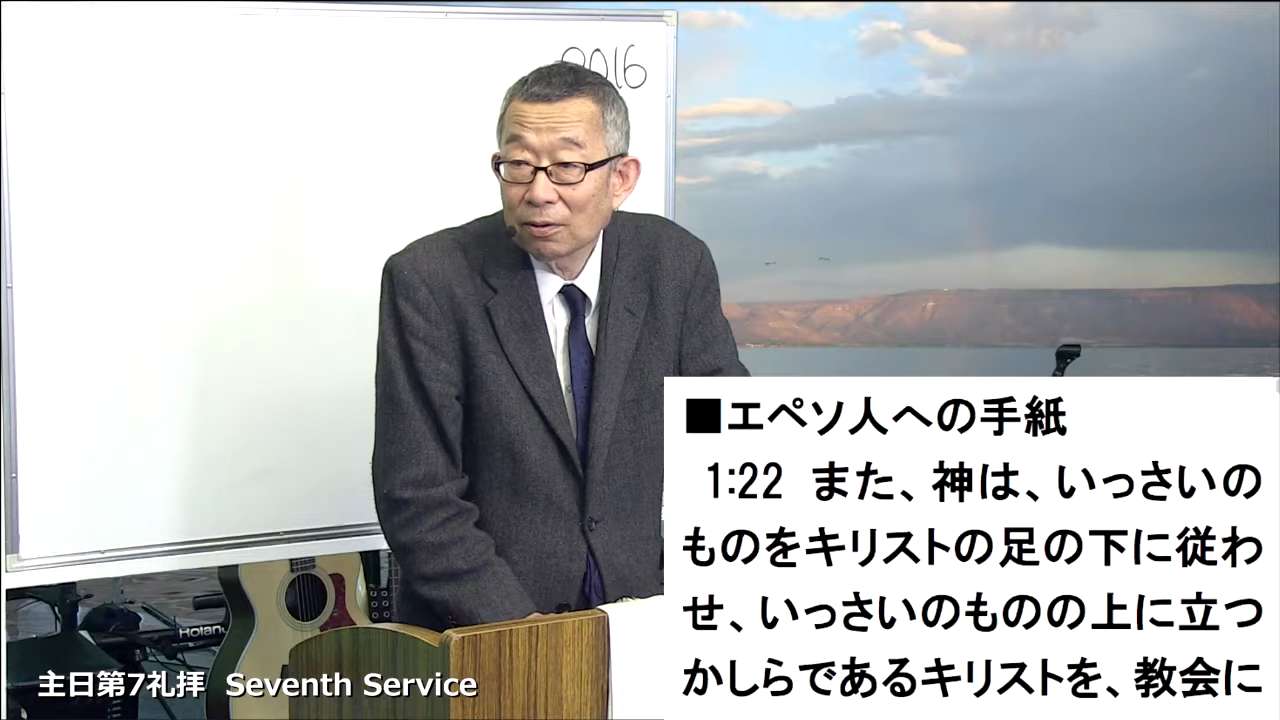 2016
■エペソ人への手紙
1:22 また、神は、いっさいの
ものをキリストの足の下に従わ
せ、いっさいのものの上に立つ
かしらであるキリストを、教会に
Roland
主日第7礼拝 Seventh Service